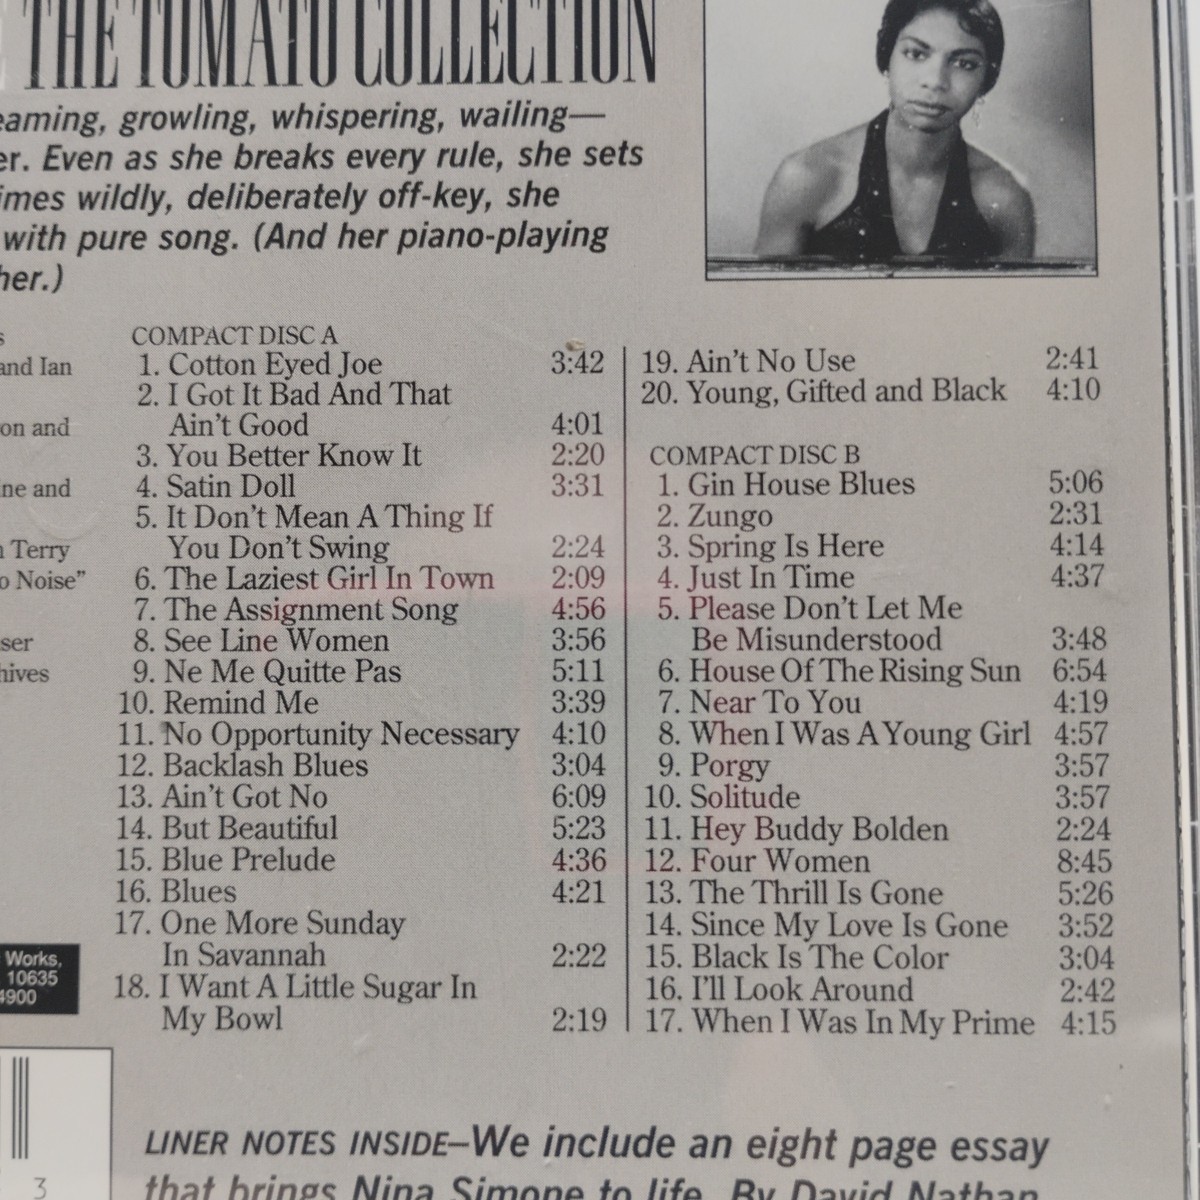 THE TOMATO COLLECTION
eaming, growling, whispering, wailing—
er. Even as she breaks every rule, she sets
imes wildly, deliberately off-key, she
with pure song. (And her piano-playing
her.)
s
and Ian
on and
ne and
n Terry
o Noise”
ser
hives
Works,
10635
4900
COMPACT DISC A
1. Cotton Eyed Joe 3:42
2. I Got It Bad And That
Ain't Good 4:01
3. You Better Know It 2:20
4. Satin Doll 3:31
5. It Don't Mean A Thing If
You Don't Swing 2:24
6. The Laziest Girl In Town 2:09
7. The Assignment Song 4:56
8. See Line Women 3:56
9. Ne Me Quitte Pas 5:11
10. Remind Me 3:39
11. No Opportunity Necessary 4:10
12. Backlash Blues 3:04
13. Ain't Got No 6:09
14. But Beautiful 5:23
15. Blue Prelude 4:36
16. Blues 4:21
17. One More Sunday
In Savannah 2:22
18. I Want A Little Sugar In
My Bowl 2:19
19. Ain't No Use 2:41
20. Young, Gifted and Black 4:10
COMPACT DISC B
1. Gin House Blues 5:06
2. Zungo 2:31
3. Spring Is Here 4:14
4. Just In Time 4:37
5. Please Don't Let Me
Be Misunderstood 3:48
6. House Of The Rising Sun 6:54
7. Near To You 4:19
8. When I Was A Young Girl 4:57
9. Porgy 3:57
10. Solitude 3:57
11. Hey Buddy Bolden 2:24
12. Four Women 8:45
13. The Thrill Is Gone 5:26
14. Since My Love Is Gone 3:52
15. Black Is The Color 3:04
16. I'll Look Around 2:42
17. When I Was In My Prime 4:15
3
LINER NOTES INSIDE—We include an eight page essay
that brings Nina Simone to life. By David Nathan